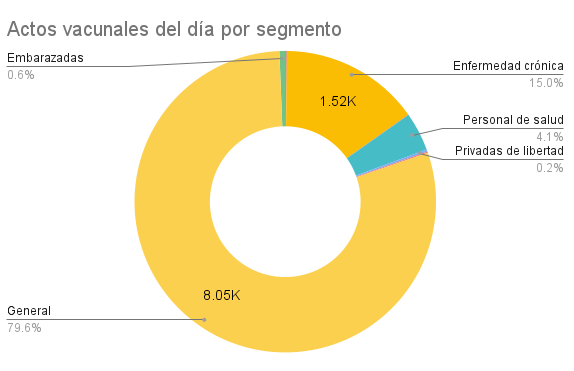 Actos vacunales del día por segmento
Embarazadas
0.6%
Enfermedad crónica
15.0%
1.52K
Personal de salud
4.1%
Privadas de libertad
0.2%
8.05K
General
79.6%